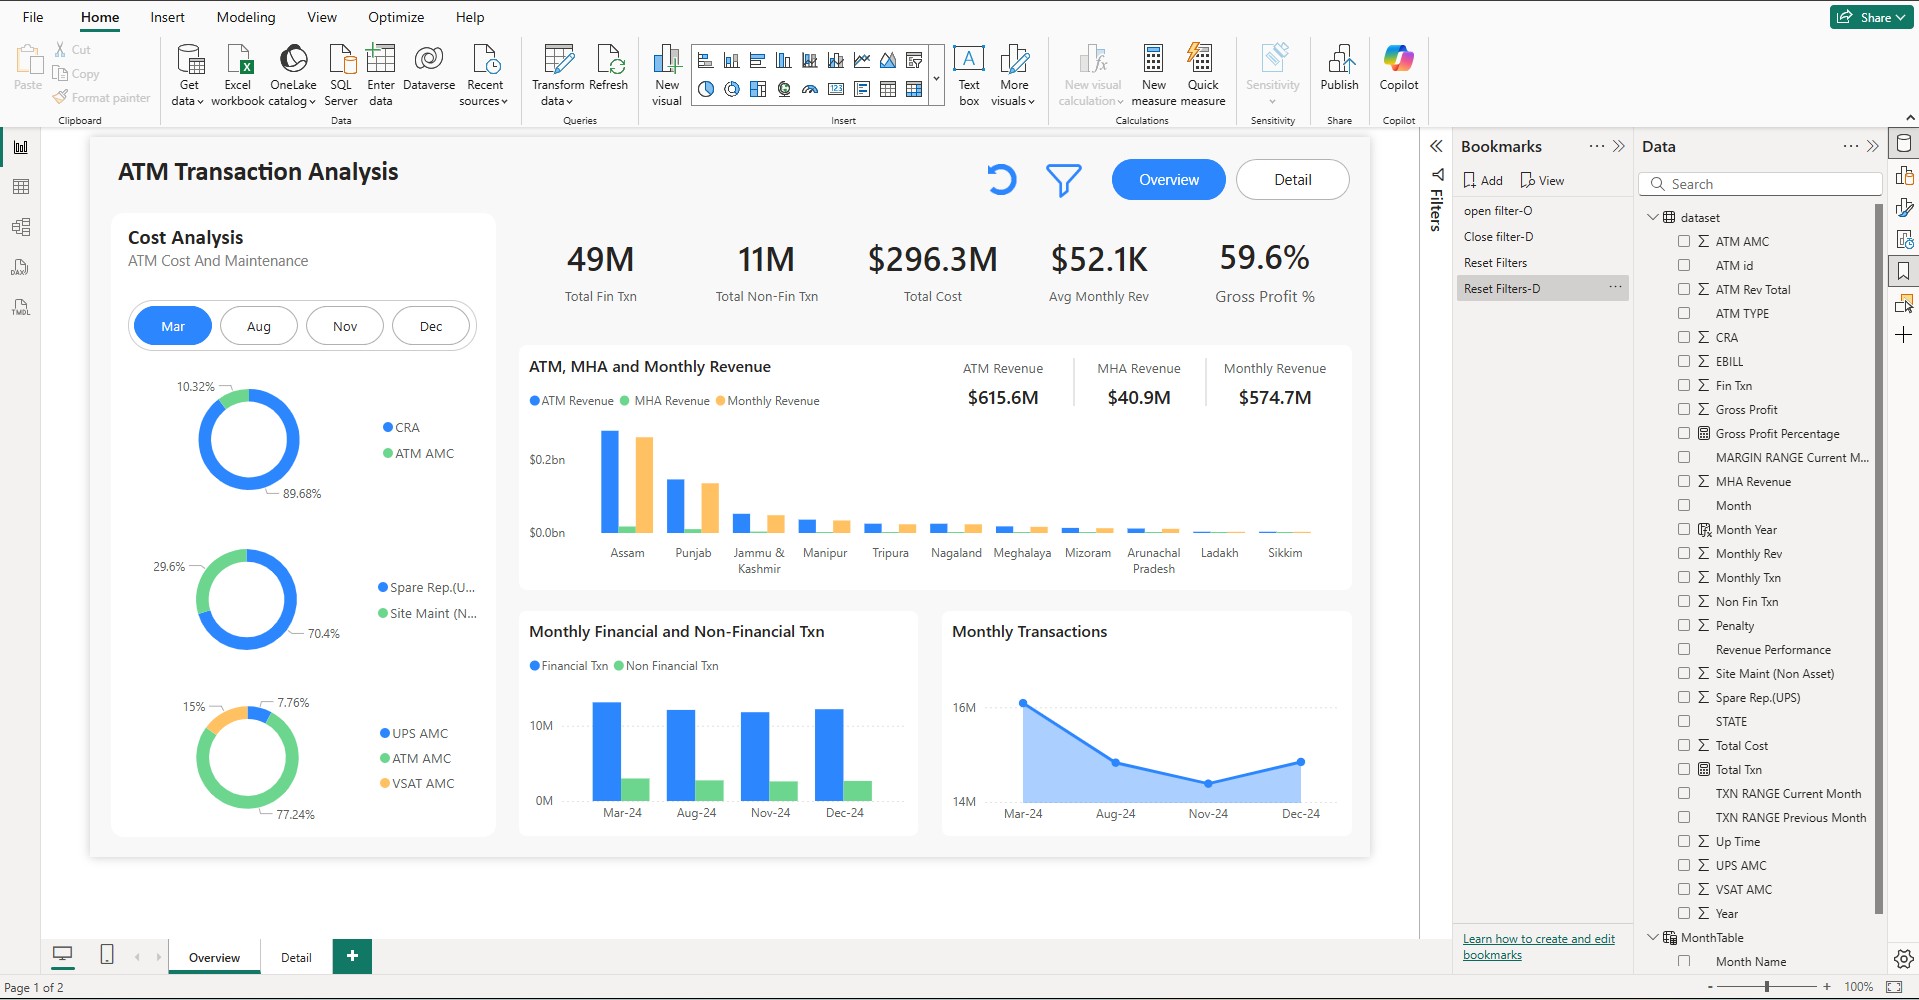 File Home Insert Modeling View Optimize Help
Share
Paste
Cut
Copy
Format painter
Clipboard
Get data
Excel workbook
OneLake catalog
SQL Server
Enter data
Dataverse
Recent sources
Data
Transform data
Refresh
Queries
New visual
Text box
More visuals
Insert
New visual calculation
New measure
Quick measure
Calculations
Sensitivity
Sensitivity
Publish
Share
Copilot
Copilot
DAX
TMDL
ATM Transaction Analysis
Overview
Detail
Cost Analysis
ATM Cost And Maintenance
Mar Aug Nov Dec
10.32%
89.68%
CRA
ATM AMC
29.6%
70.4%
Spare Rep.(U...
Site Maint (N...
15%
7.76%
77.24%
UPS AMC
ATM AMC
VSAT AMC
49M
Total Fin Txn
11M
Total Non-Fin Txn
$296.3M
Total Cost
$52.1K
Avg Monthly Rev
59.6%
Gross Profit %
ATM, MHA and Monthly Revenue
ATM Revenue MHA Revenue Monthly Revenue
ATM Revenue
$615.6M
MHA Revenue
$40.9M
Monthly Revenue
$574.7M
$0.2bn
$0.0bn
Assam
Punjab
Jammu &
Kashmir
Manipur
Tripura
Nagaland
Meghalaya
Mizoram
Arunachal
Pradesh
Ladakh
Sikkim
Monthly Financial and Non-Financial Txn
Financial Txn Non Financial Txn
10M
0M
Mar-24 Aug-24 Nov-24 Dec-24
Monthly Transactions
16M
14M
Mar-24 Aug-24 Nov-24 Dec-24
Filters
Bookmarks
Add View
open filter-O
Close filter-D
Reset Filters
Reset Filters-D
Learn how to create and edit
bookmarks
Data
Search
dataset
ATM AMC
ATM id
ATM Rev Total
ATM TYPE
CRA
EBILL
Fin Txn
Gross Profit
Gross Profit Percentage
MARGIN RANGE Current M...
MHA Revenue
Month
Month Year
Monthly Rev
Monthly Txn
Non Fin Txn
Penalty
Revenue Performance
Site Maint (Non Asset)
Spare Rep.(UPS)
STATE
Total Cost
Total Txn
TXN RANGE Current Month
TXN RANGE Previous Month
Up Time
UPS AMC
VSAT AMC
Year
MonthTable
Month Name
Overview Detail
Page 1 of 2
100%